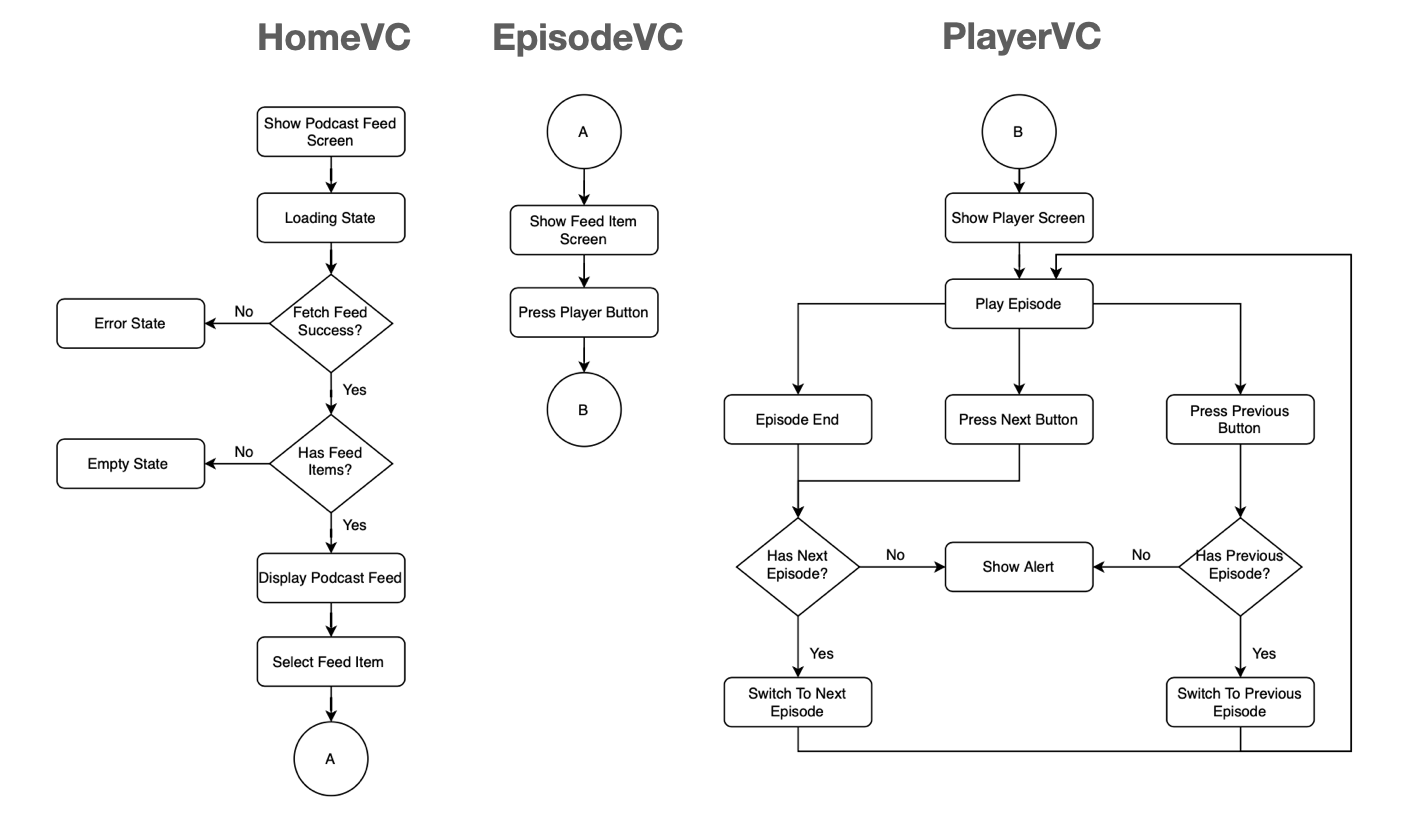 HomeVC
EpisodeVC
PlayerVC
Show Podcast Feed
Screen
Loading State
Fetch Feed
Success?
No
Error State
Yes
Has Feed
Items?
No
Empty State
Yes
Display Podcast Feed
Select Feed Item
A
A
Show Feed Item
Screen
Press Player Button
B
B
Show Player Screen
Play Episode
Episode End
Press Next Button
Press Previous
Button
Has Next
Episode?
No
Show Alert
No
Has Previous
Episode?
Yes
Yes
Switch To Next
Episode
Switch To Previous
Episode